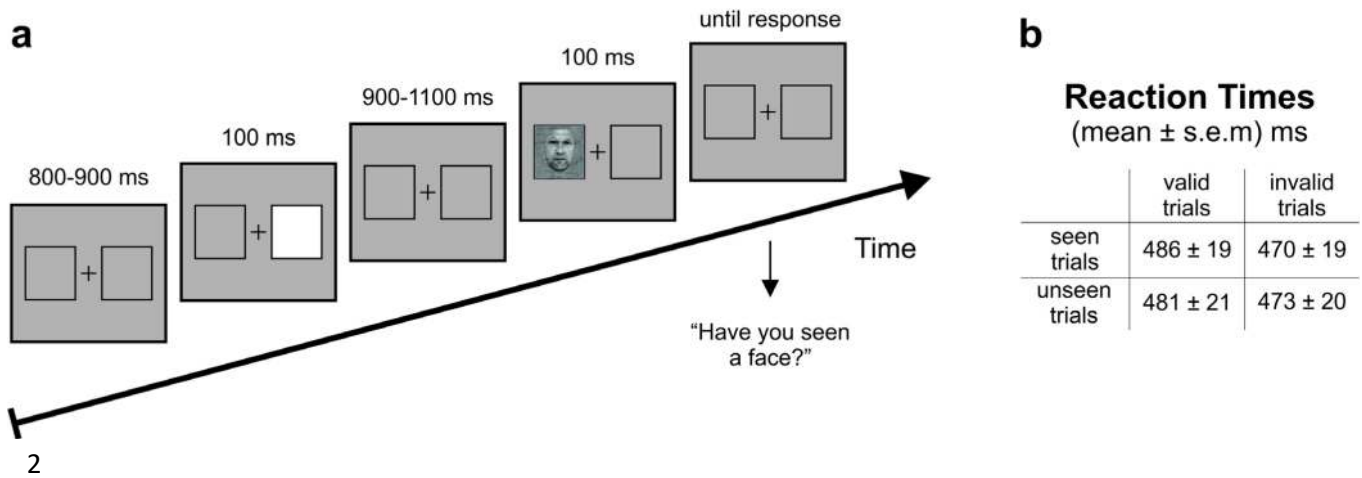 a
800-900 ms
100 ms
900-1100 ms
100 ms
until response
Time
“Have you seen
a face?”
b
Reaction Times
(mean ± s.e.m) ms
valid trials
invalid trials
seen trials
486 ± 19
470 ± 19
unseen trials
481 ± 21
473 ± 20
2